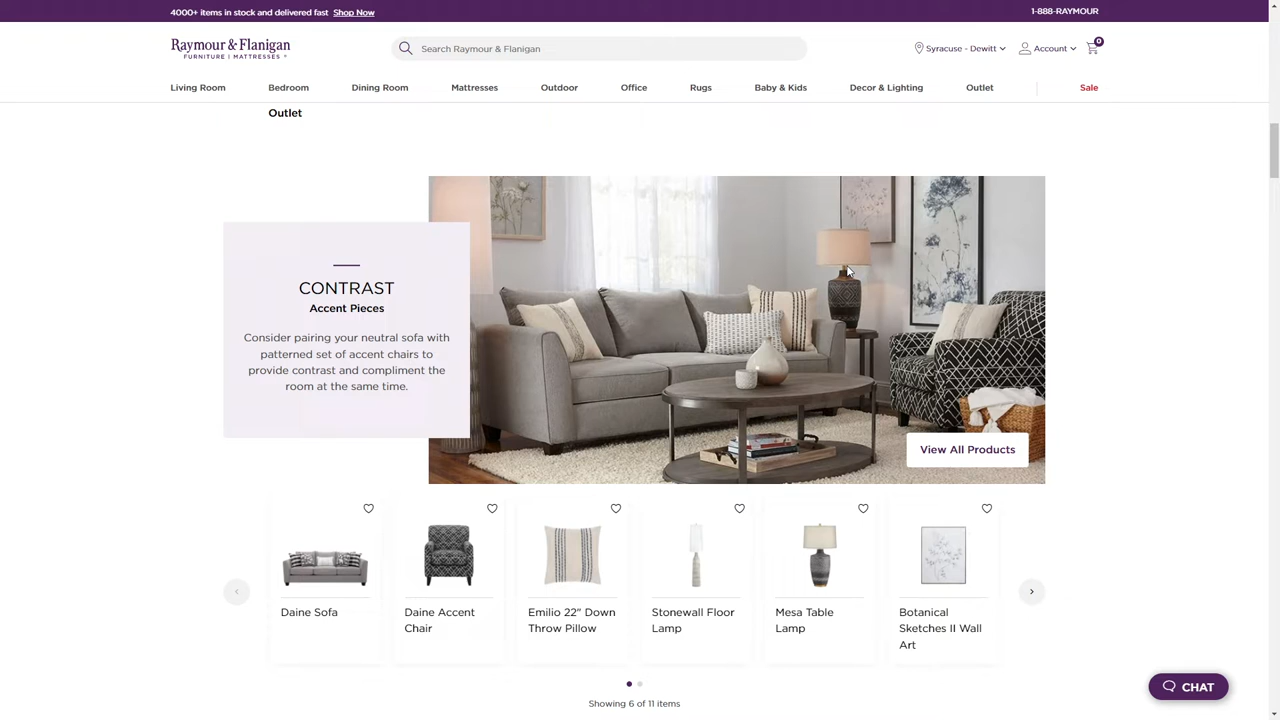 4000+ items in stock and delivered fast Shop Now
1-888-RAYMOUR
Raymour & Flanigan
FURNITURE | MATTRESSES
Search Raymour & Flanigan
Syracuse - Dewitt
Account
0
Living Room
Bedroom
Dining Room
Mattresses
Outdoor
Office
Rugs
Baby & Kids
Decor & Lighting
Outlet
Sale
Outlet
CONTRAST
Accent Pieces
Consider pairing your neutral sofa with
patterned set of accent chairs to
provide contrast and compliment the
room at the same time.
View All Products
Daine Sofa
Daine Accent
Chair
Emilio 22" Down
Throw Pillow
Stonewall Floor
Lamp
Mesa Table
Lamp
Botanical
Sketches II Wall
Art
Showing 6 of 11 items
CHAT